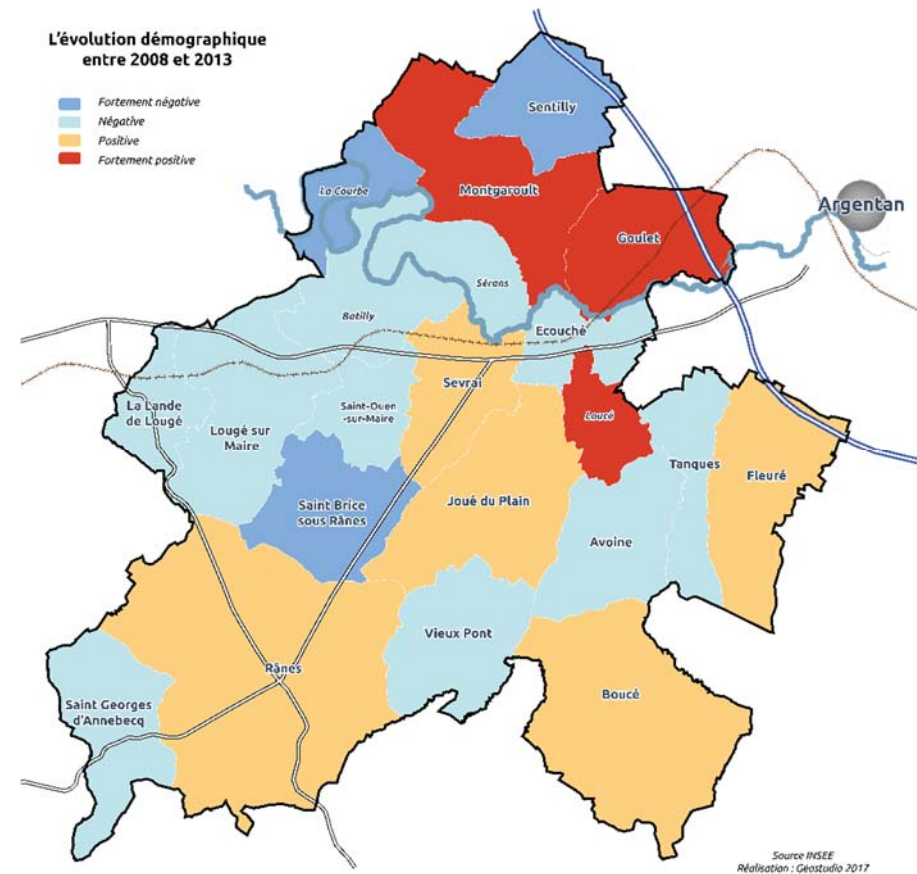 L'évolution démographique
entre 2008 et 2013
Fortement négative
Négative
Positive
Fortement positive
Sentilly
La Courbe
Montgaroult
Argentan
Goulet
Sérans
Batilly
Ecouché
Sevrai
La Lande
de Lougé
Lougé sur
Maire
Saint-Ouen
-sur-Maire
Loucé
Tanques
Fleuré
Saint Brice
sous Rânes
Joué du Plain
Avoine
Vieux Pont
Rânes
Saint Georges
d'Annebecq
Boucé
Source INSEE
Réalisation : Géostudio 2017